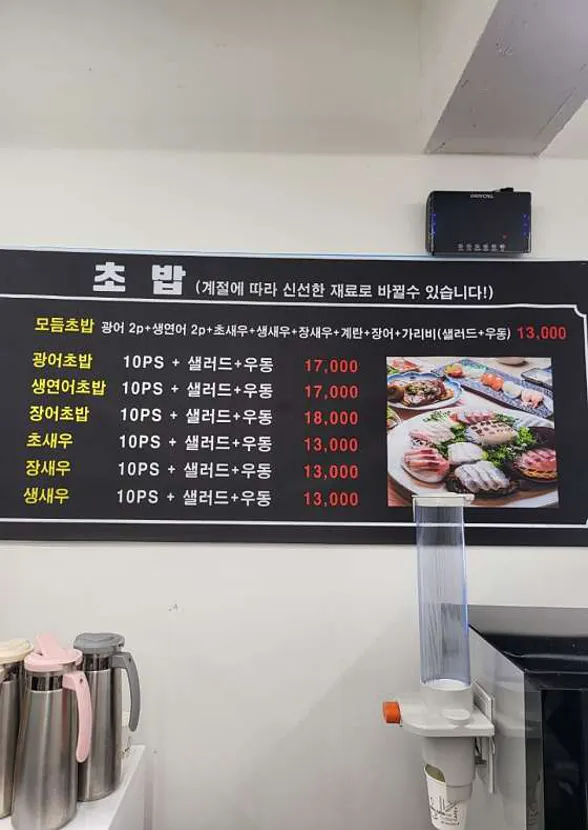 초밥 (계절에 따라 신선한 재료로 바뀔수 있습니다!)
모듬초밥 광어 2p+생연어 2p+초새우+생새우+장새우+계란+장어+가리비(샐러드+우동) 13,000
광어초밥 10PS + 샐러드+우동 17,000
생연어초밥 10PS + 샐러드+우동 17,000
장어초밥 10PS + 샐러드+우동 18,000
초새우 10PS + 샐러드+우동 13,000
장새우 10PS + 샐러드+우동 13,000
생새우 10PS + 샐러드+우동 13,000